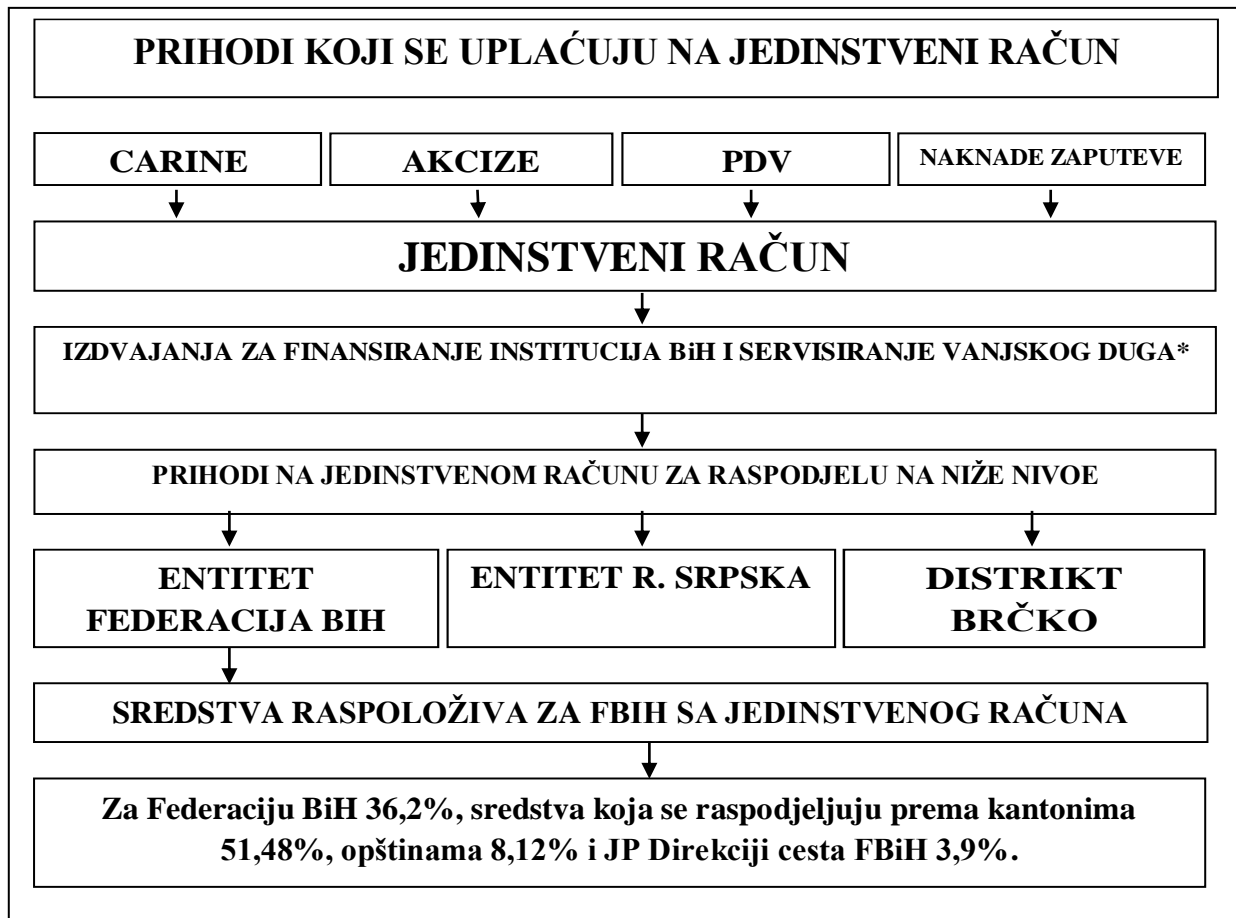 PRIHODI KOJI SE UPLAĆUJU NA JEDINSTVENI RAČUN
CARINE
AKCIZE
PDV
NAKNADE ZAPUTEVE
JEDINSTVENI RAČUN
IZDVAJANJA ZA FINANSIRANJE INSTITUCIJA BiH I SERVISIRANJE VANJSKOG DUGA*
PRIHODI NA JEDINSTVENOM RAČUNU ZA RASPODJELU NA NIŽE NIVOE
ENTITET
FEDERACIJA BIH
ENTITET R. SRPSKA
DISTRIKT
BRČKO
SREDSTVA RASPOLOŽIVA ZA FBIH SA JEDINSTVENOG RAČUNA
Za Federaciju BiH 36,2%, sredstva koja se raspodjeljuju prema kantonima
51,48%, opštinama 8,12% i JP Direkciji cesta FBiH 3,9%.